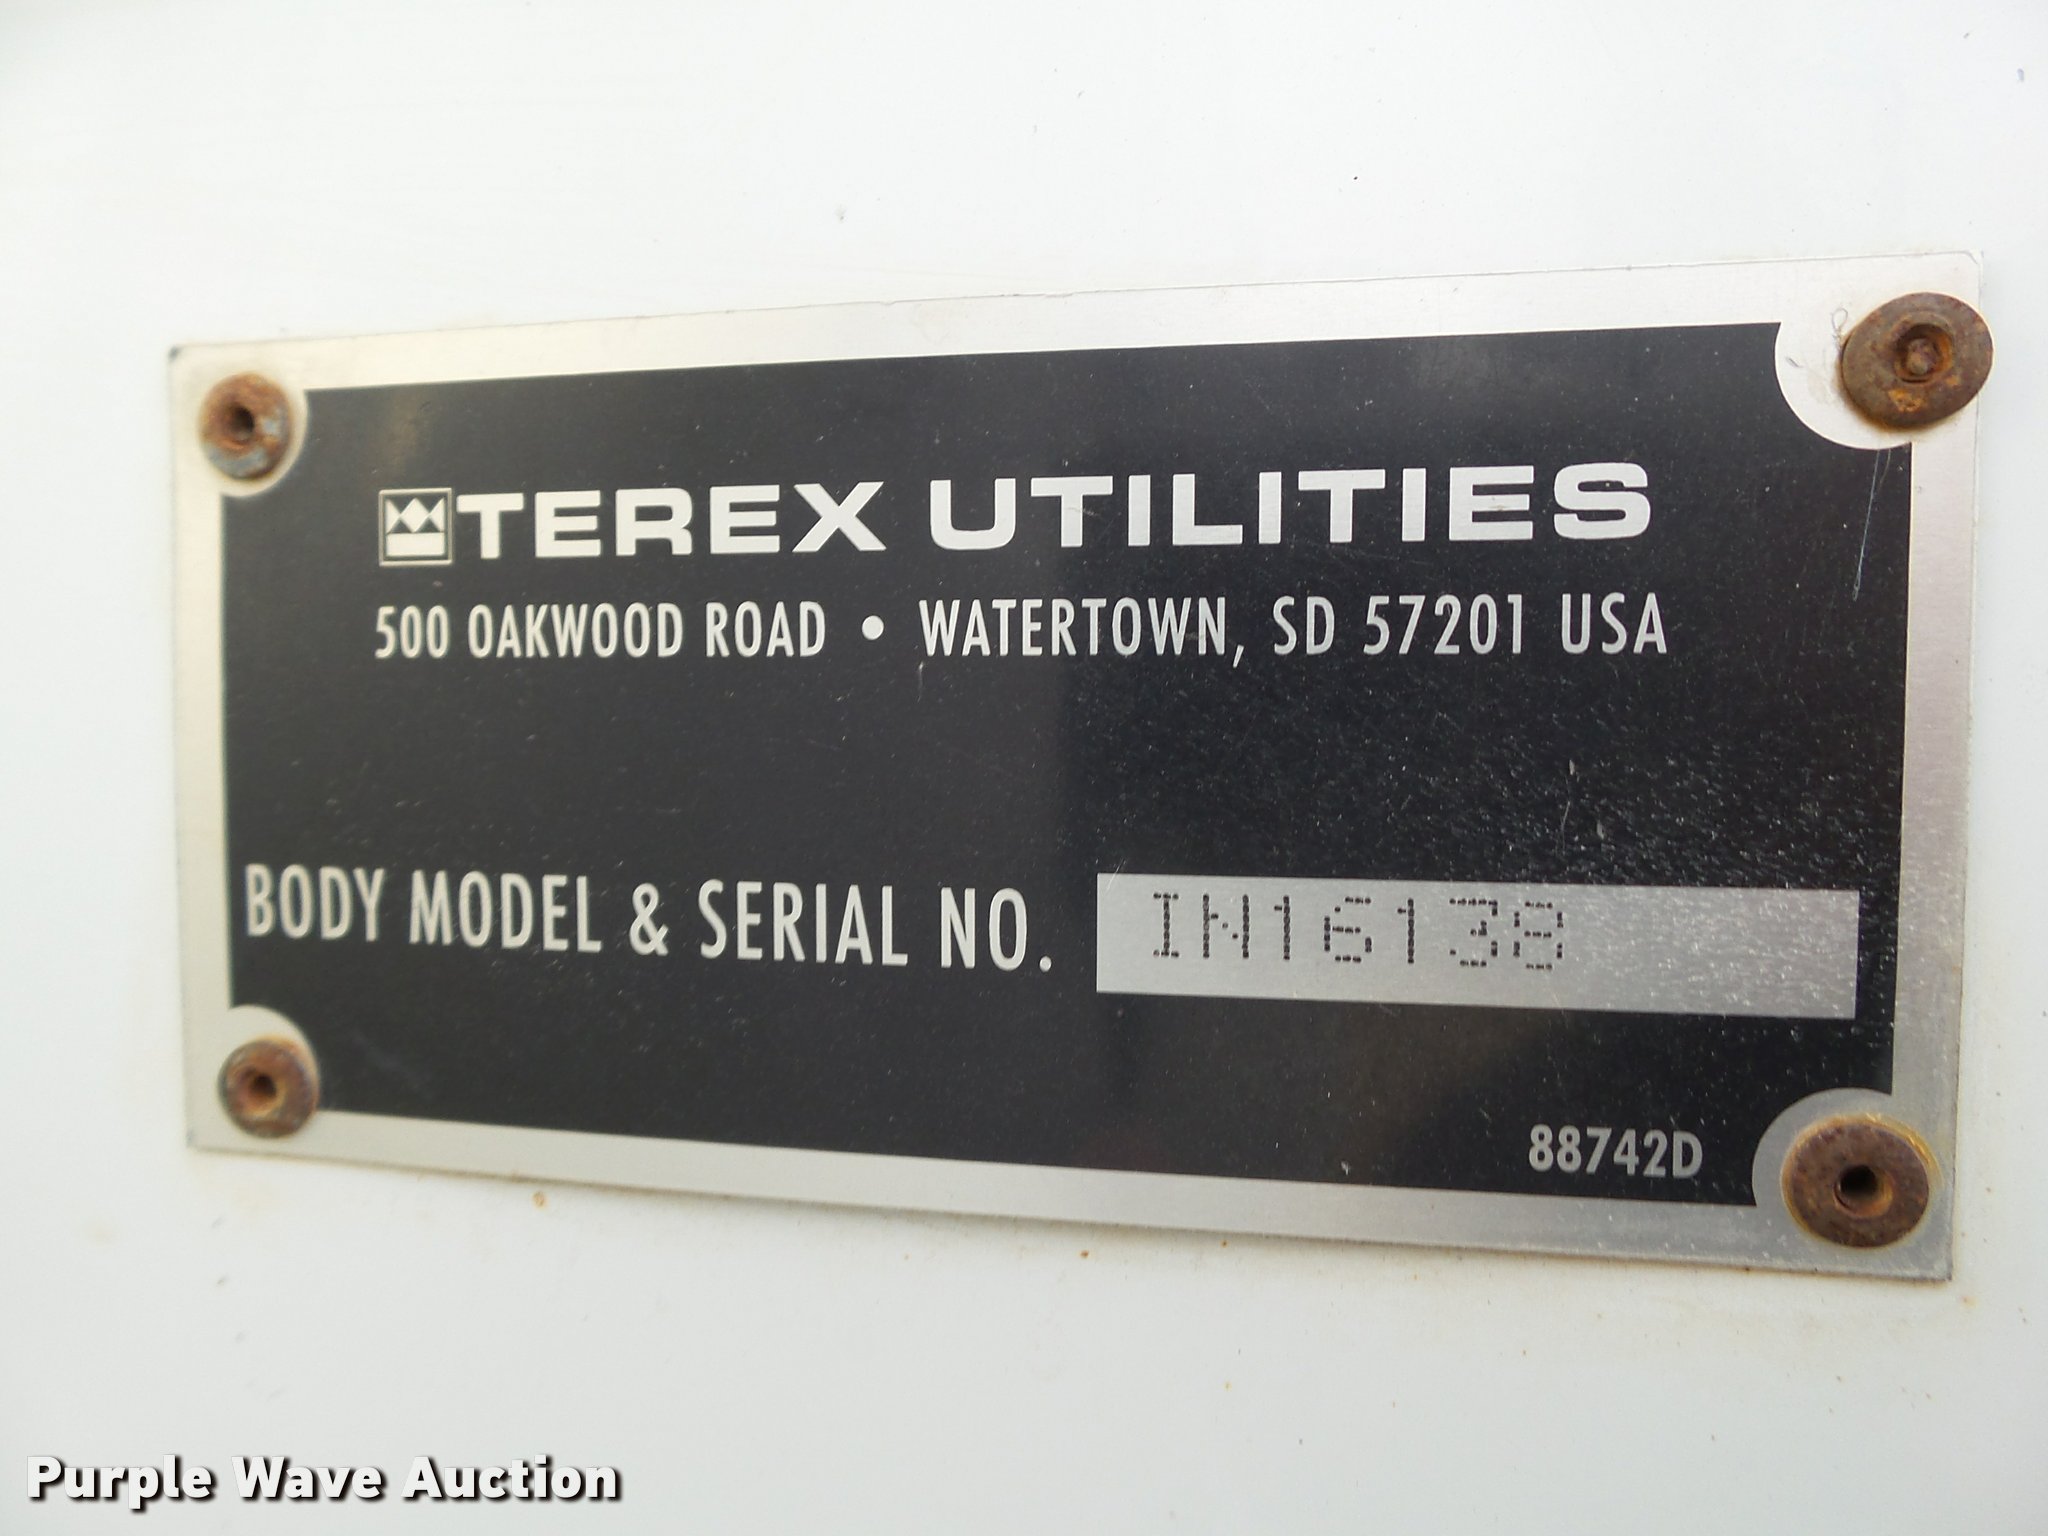 TEREX UTILITIES
500 OAKWOOD ROAD • WATERTOWN, SD 57201 USA
BODY MODEL & SERIAL NO. IN16138
88742D
Purple Wave Auction